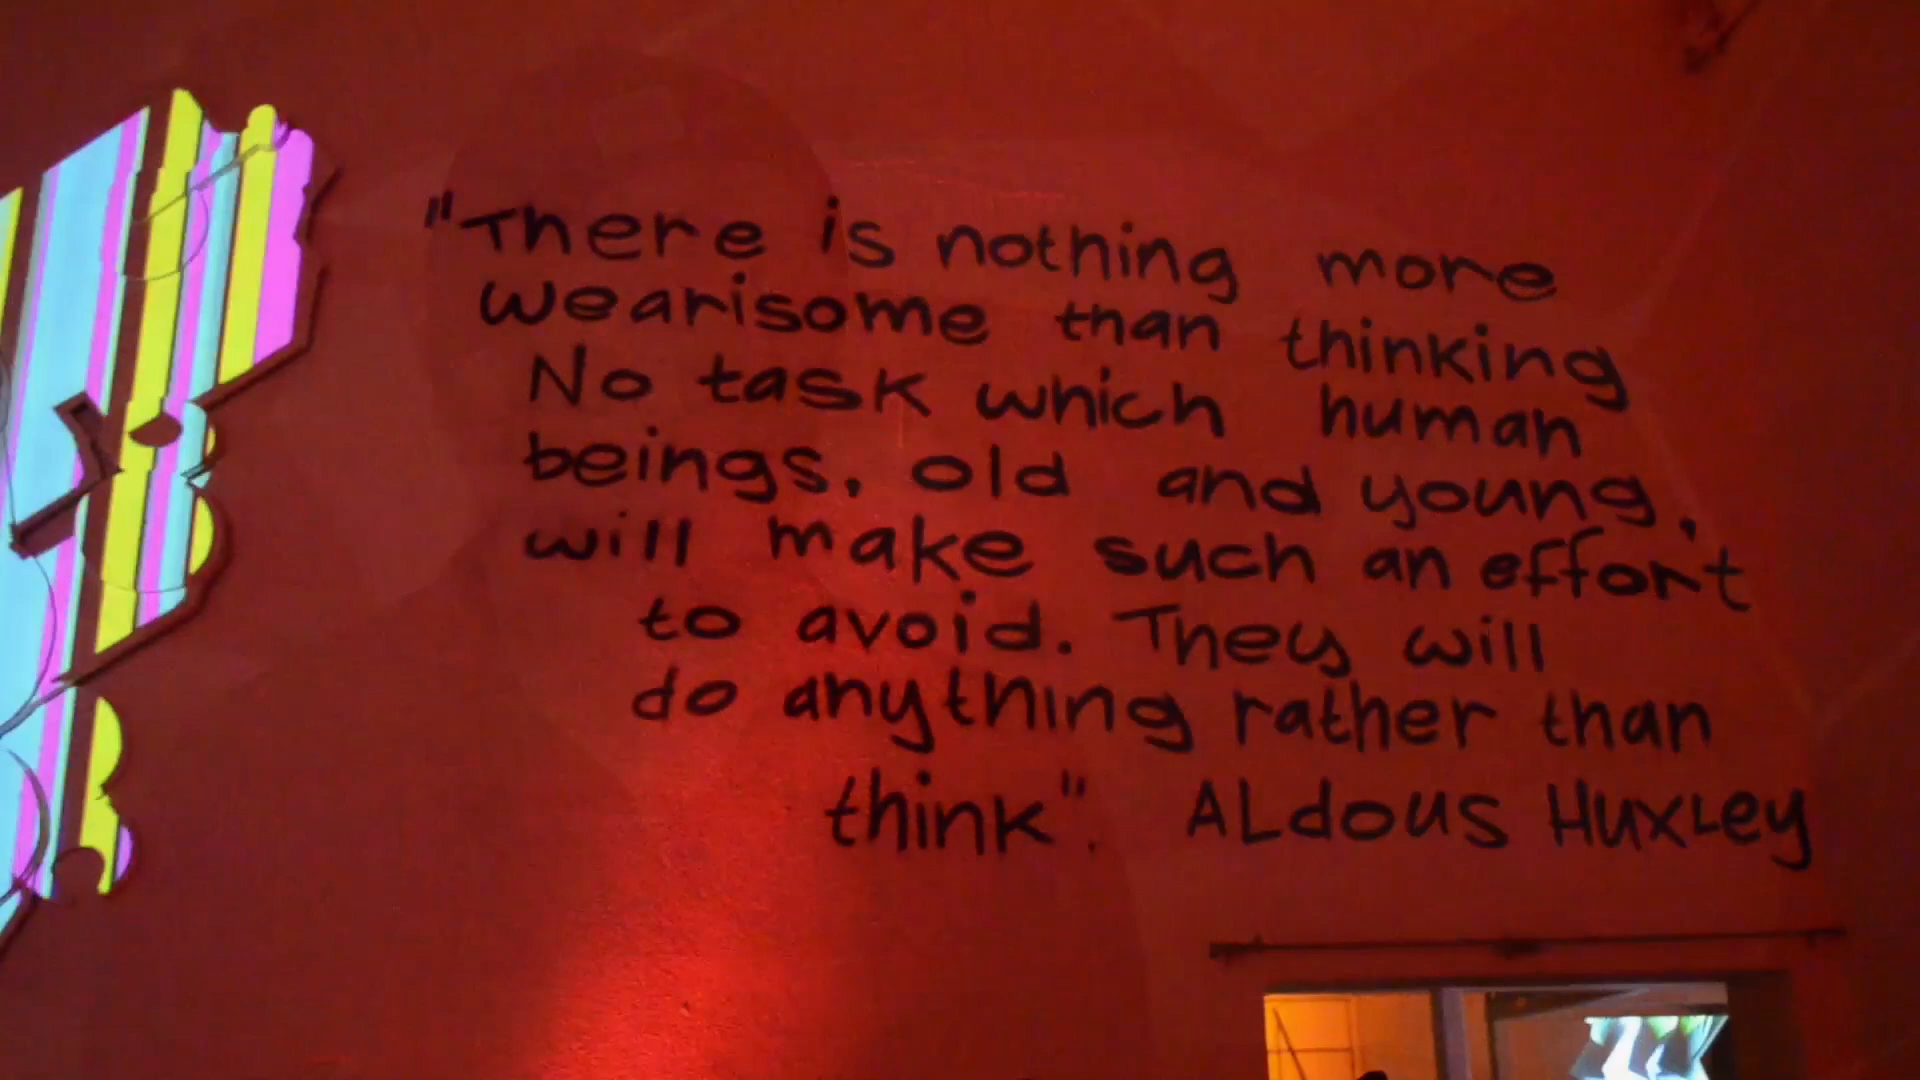 "There is nothing more
wearisome than thinking
No task which human
beings, old and young,
will make such an effort
to avoid. They will
do anything rather than
think". ALdous HuxLey